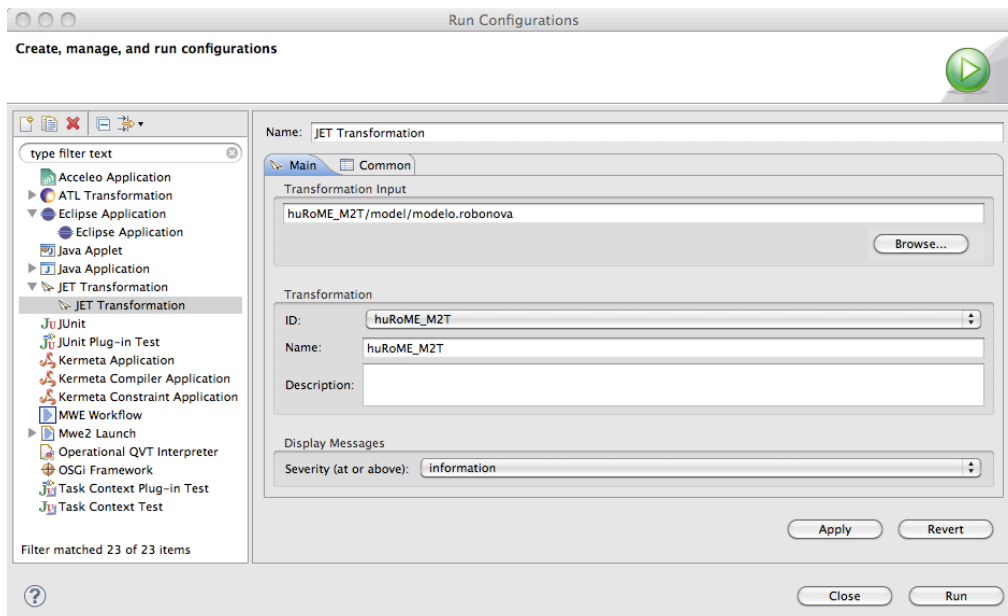 Run Configurations
Create, manage, and run configurations
type filter text
Acceleo Application
ATL Transformation
Eclipse Application
Eclipse Application
Java Applet
Java Application
JET Transformation
JET Transformation
JUnit
JUnit Plug-in Test
Kermeta Application
Kermeta Compiler Application
Kermeta Constraint Application
MWE Workflow
Mwe2 Launch
Operational QVT Interpreter
OSGi Framework
Task Context Plug-in Test
Task Context Test
Filter matched 23 of 23 items
Name: JET Transformation
Main Common
Transformation Input
huRoME_M2T/model/modelo.robonova
Browse...
Transformation
ID: huRoME_M2T
Name: huRoME_M2T
Description:
Display Messages
Severity (at or above): information
Apply Revert
Close Run